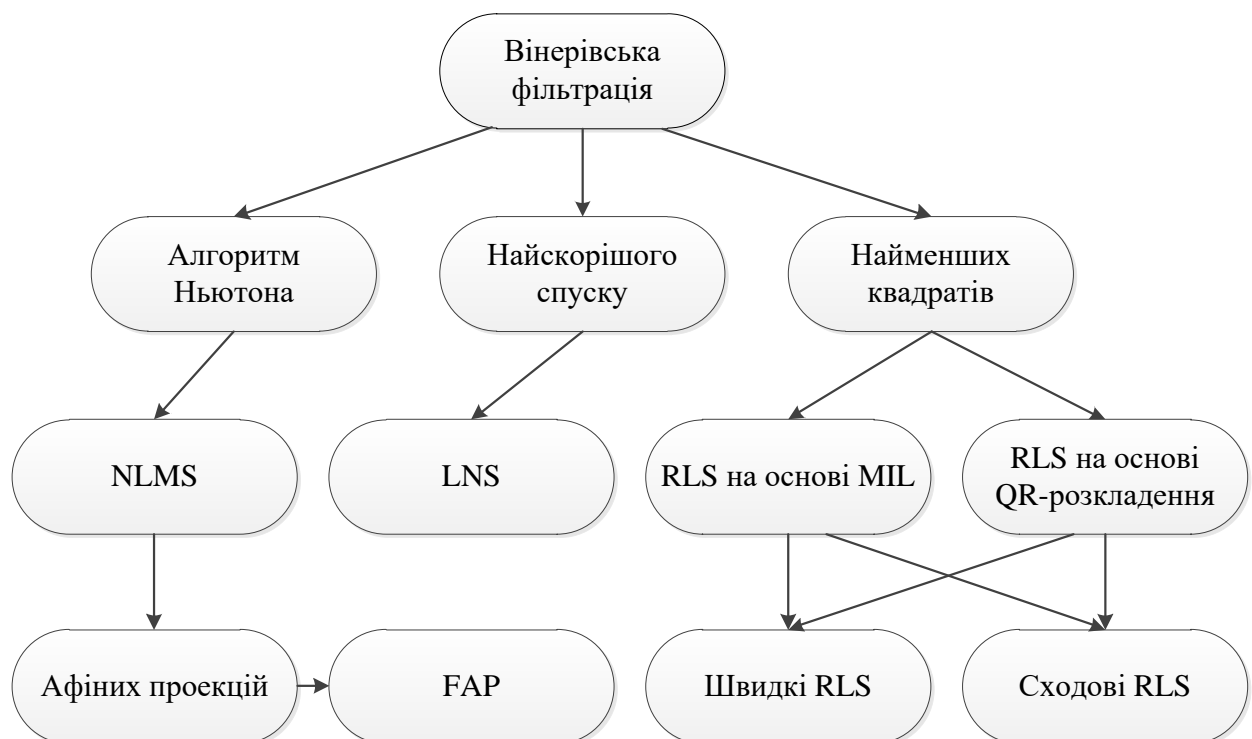 Вінерівська
фільтрація
Алгоритм
Ньютона
Найскорішого
спуску
Найменших
квадратів
NLMS
LNS
RLS на основі MIL
RLS на основі
QR-розкладення
Афіних проекцій
FAP
Швидкі RLS
Сходові RLS